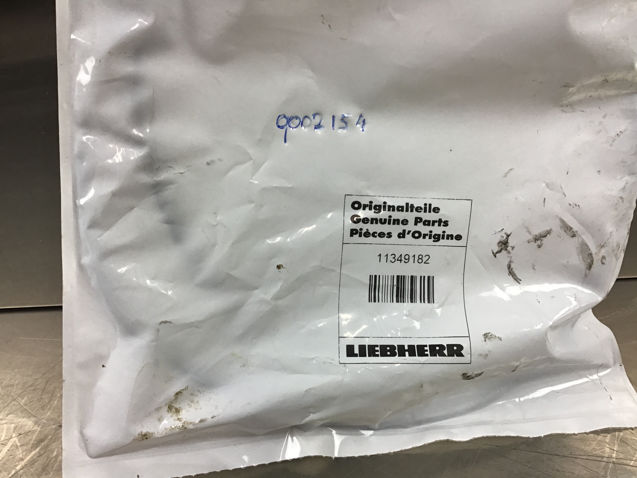 9002154
Originalteile
Genuine Parts
Pièces d'Origine
11349182
LIEBHERR